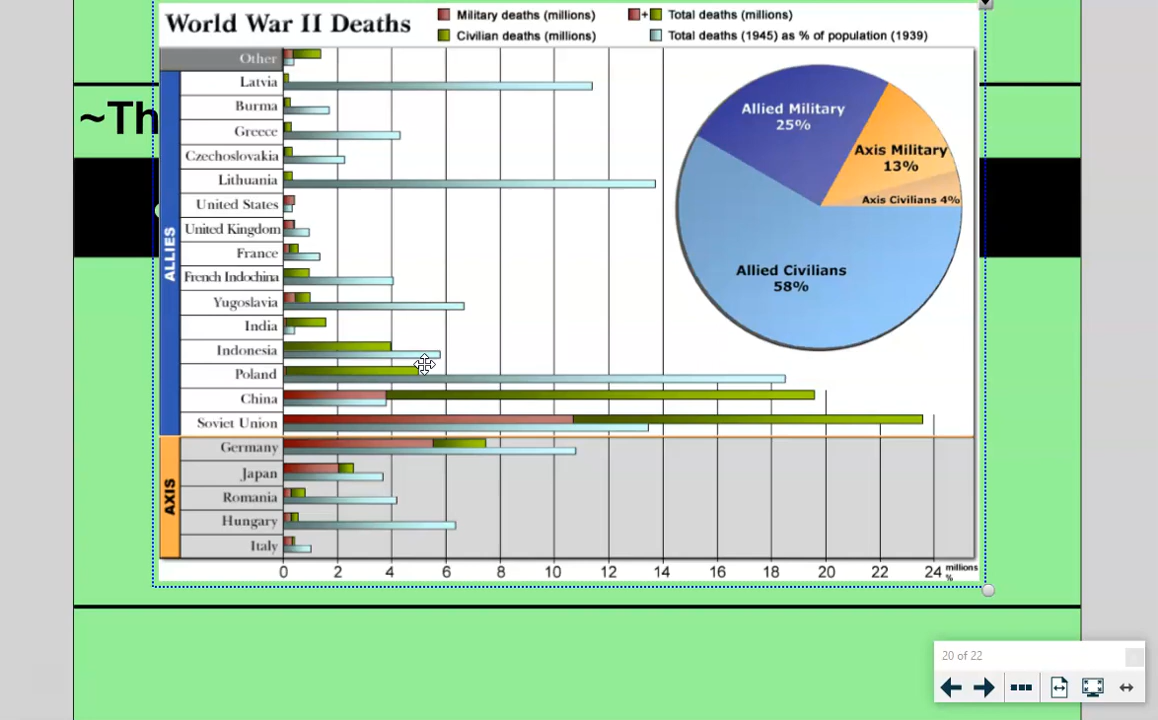 World War II Deaths
Military deaths (millions)
Civilian deaths (millions)
+ Total deaths (millions)
Total deaths (1945) as % of population (1939)
~Th
ALLIES
AXIS
Other
Latvia
Burma
Greece
Czechoslovakia
Lithuania
United States
United Kingdom
France
French Indochina
Yugoslavia
India
Indonesia
Poland
China
Soviet Union
Germany
Japan
Romania
Hungary
Italy
0 2 4 6 8 10 12 14 16 18 20 22 24 millions
%
Allied Military
25%
Axis Military
13%
Axis Civilians 4%
Allied Civilians
58%
20 of 22